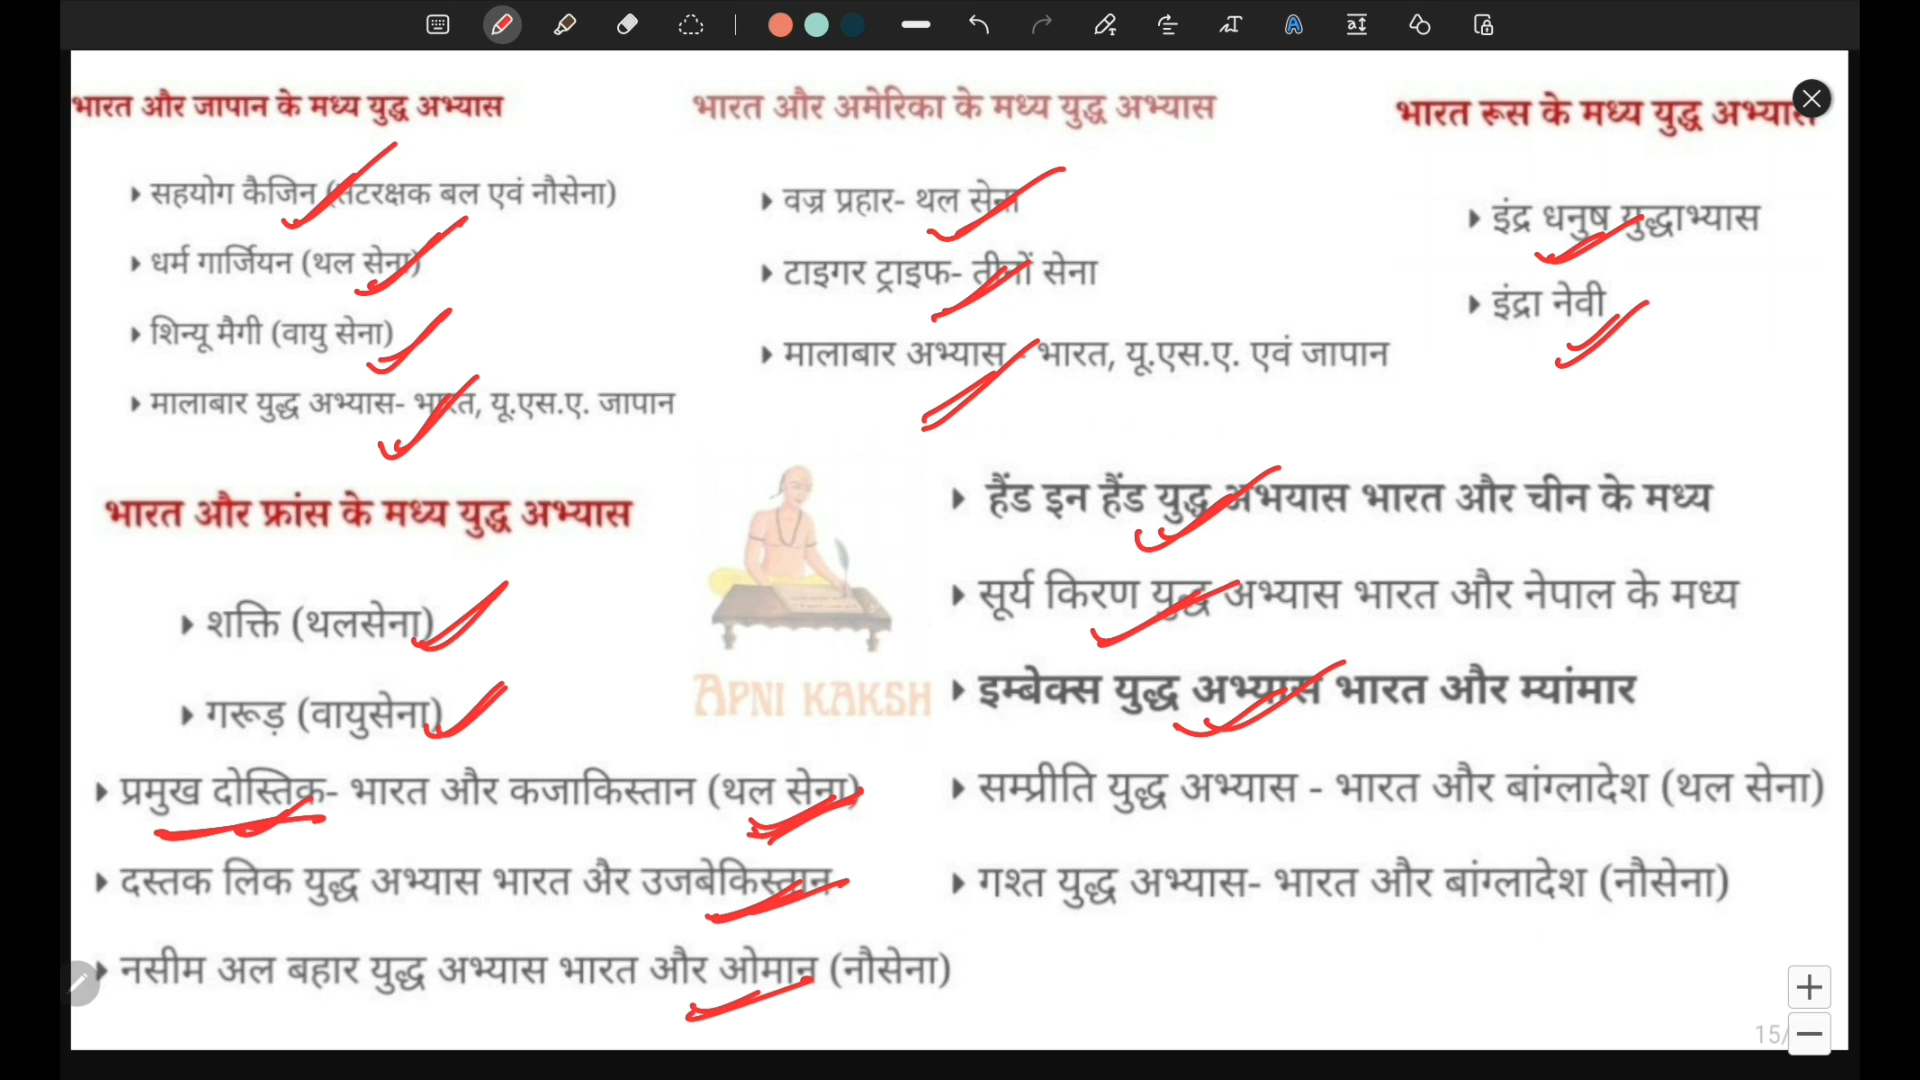 भारत और जापान के मध्य युद्ध अभ्यास
सहयोग कैजिन (तटरक्षक बल एवं नौसेना)
धर्म गार्जियन (थल सेना)
शिन्यू मैगी (वायु सेना)
मालाबार युद्ध अभ्यास- भारत, यू.एस.ए. जापान
भारत और अमेरिका के मध्य युद्ध अभ्यास
वज्र प्रहार- थल सेना
टाइगर ट्राइफ- तीनों सेना
मालाबार अभ्यास - भारत, यू.एस.ए. एवं जापान
भारत रूस के मध्य युद्ध अभ्यास
इंद्र धनुष युद्धाभ्यास
इंद्रा नेवी
भारत और फ्रांस के मध्य युद्ध अभ्यास
शक्ति (थलसेना)
गरूड़ (वायुसेना)
प्रमुख दोस्तिक- भारत और कजाकिस्तान (थल सेना)
दस्तक लिक युद्ध अभ्यास भारत अैर उजबेकिस्तान
नसीम अल बहार युद्ध अभ्यास भारत और ओमान (नौसेना)
APNI KAKSH
हैंड इन हैंड युद्ध अभयास भारत और चीन के मध्य
सूर्य किरण युद्ध अभ्यास भारत और नेपाल के मध्य
इम्बेक्स युद्ध अभ्यास भारत और म्यांमार
सम्प्रीति युद्ध अभ्यास - भारत और बांग्लादेश (थल सेना)
गश्त युद्ध अभ्यास- भारत और बांग्लादेश (नौसेना)
15/